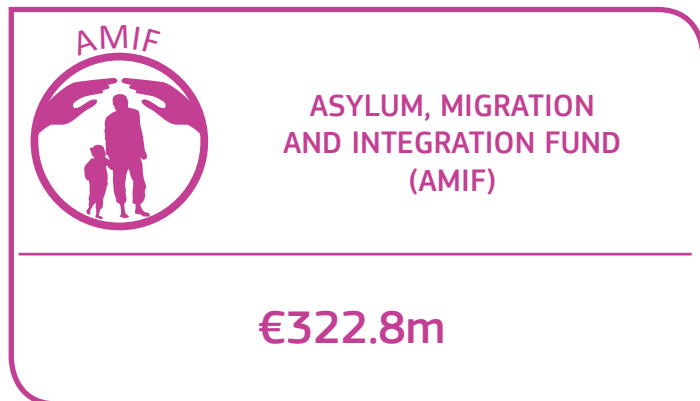 AMIF
ASYLUM, MIGRATION
AND INTEGRATION FUND
(AMIF)
€322.8m